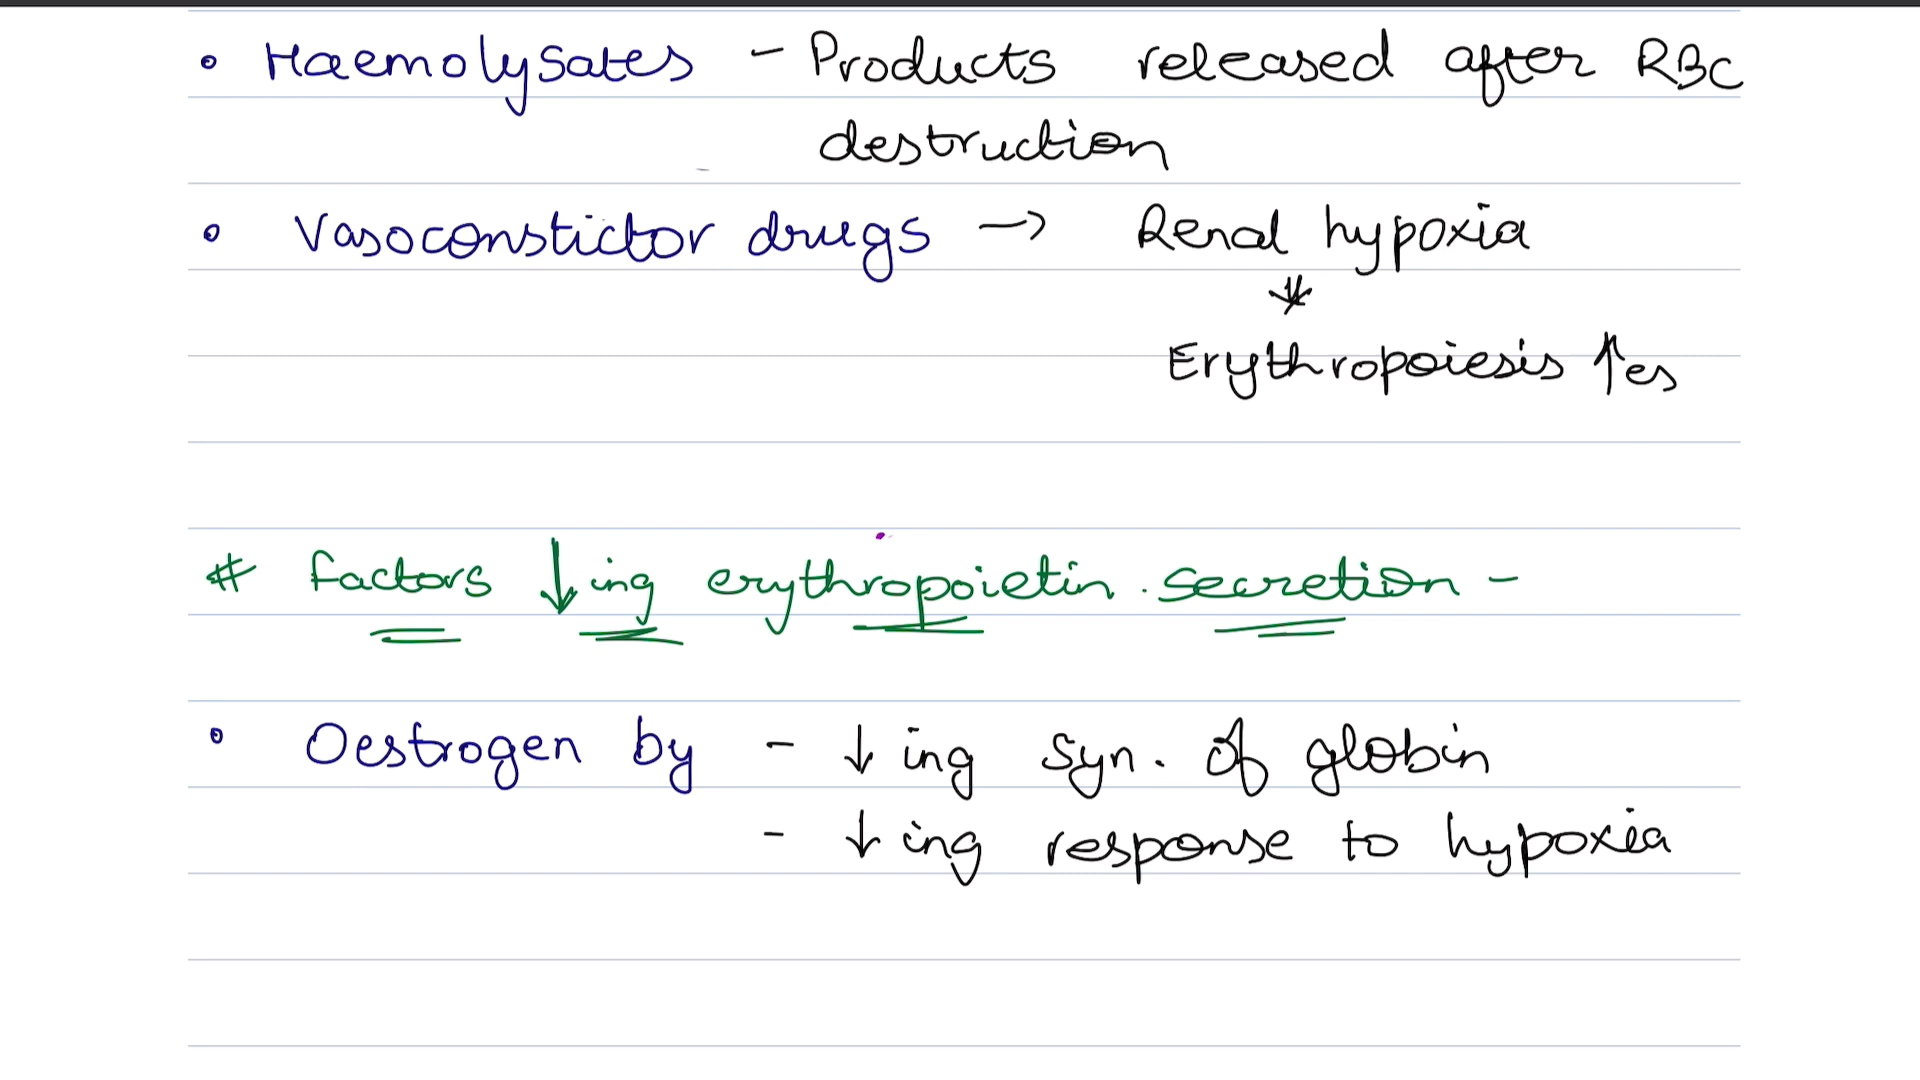 • Haemolysates - Products released after RBC
destruction
• Vasoconstictor drugs → Renal hypoxia
↓
Erythropoiesis ↑es
# factors ↓ing erythropoietin secretion -
• Oestrogen by - ↓ing syn. of globin
- ↓ing response to hypoxia